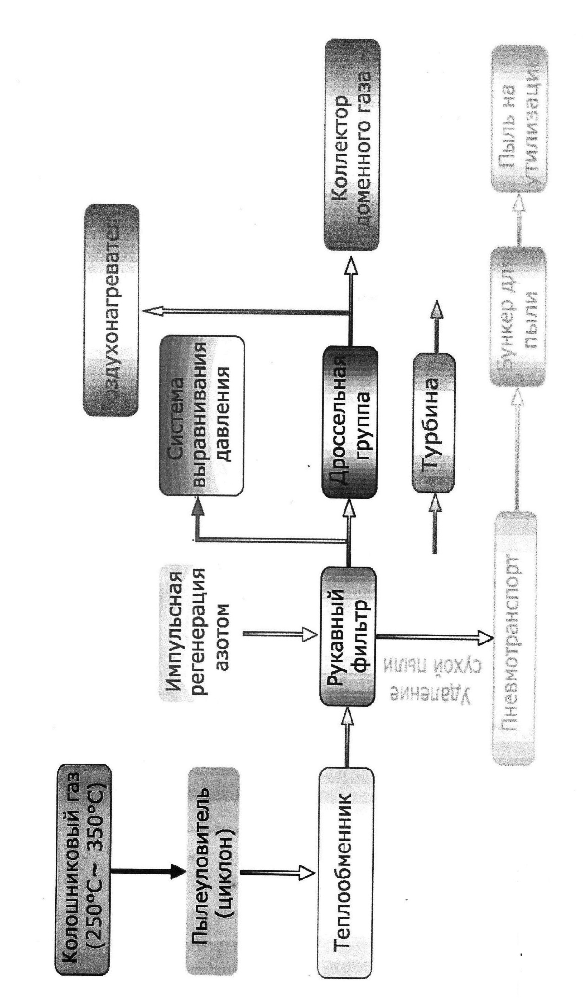 Колошниковый газ
(250°C~ 350°C)
Пылеуловитель
(циклон)
Теплообменник
Импульсная
регенерация
азотом
Рукавный
фильтр
Удаление
сухой пыли
Система
выравнивания
давления
Дроссельная
группа
Турбина
оздухонагревател
Коллектор
доменного газа
Пневмотранспорт
Бункер для
пыли
Пыль на
утилизаци